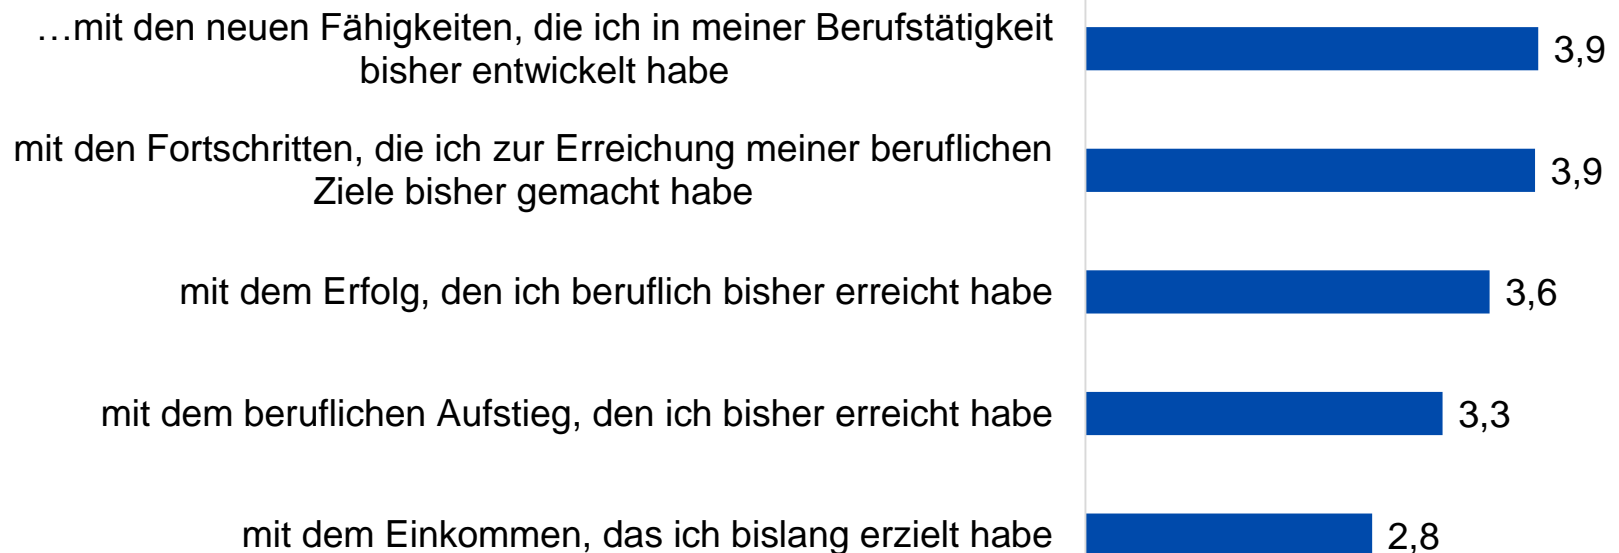 …mit den neuen Fähigkeiten, die ich in meiner Berufstätigkeit
bisher entwickelt habe
3,9
mit den Fortschritten, die ich zur Erreichung meiner beruflichen
Ziele bisher gemacht habe
3,9
mit dem Erfolg, den ich beruflich bisher erreicht habe
3,6
mit dem beruflichen Aufstieg, den ich bisher erreicht habe
3,3
mit dem Einkommen, das ich bislang erzielt habe
2,8